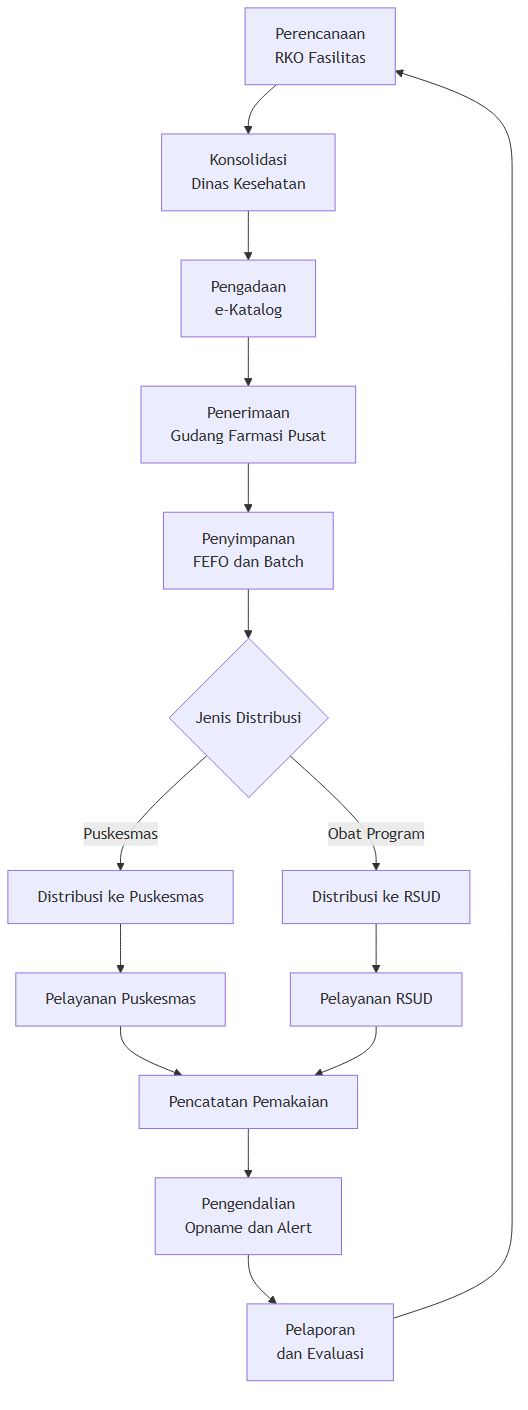 Perencanaan
RKO Fasilitas
Konsolidasi
Dinas Kesehatan
Pengadaan
e-Katalog
Penerimaan
Gudang Farmasi Pusat
Penyimpanan
FEFO dan Batch
Jenis Distribusi
Puskesmas
Obat Program
Distribusi ke Puskesmas
Distribusi ke RSUD
Pelayanan Puskesmas
Pelayanan RSUD
Pencatatan Pemakaian
Pengendalian
Opname dan Alert
Pelaporan
dan Evaluasi